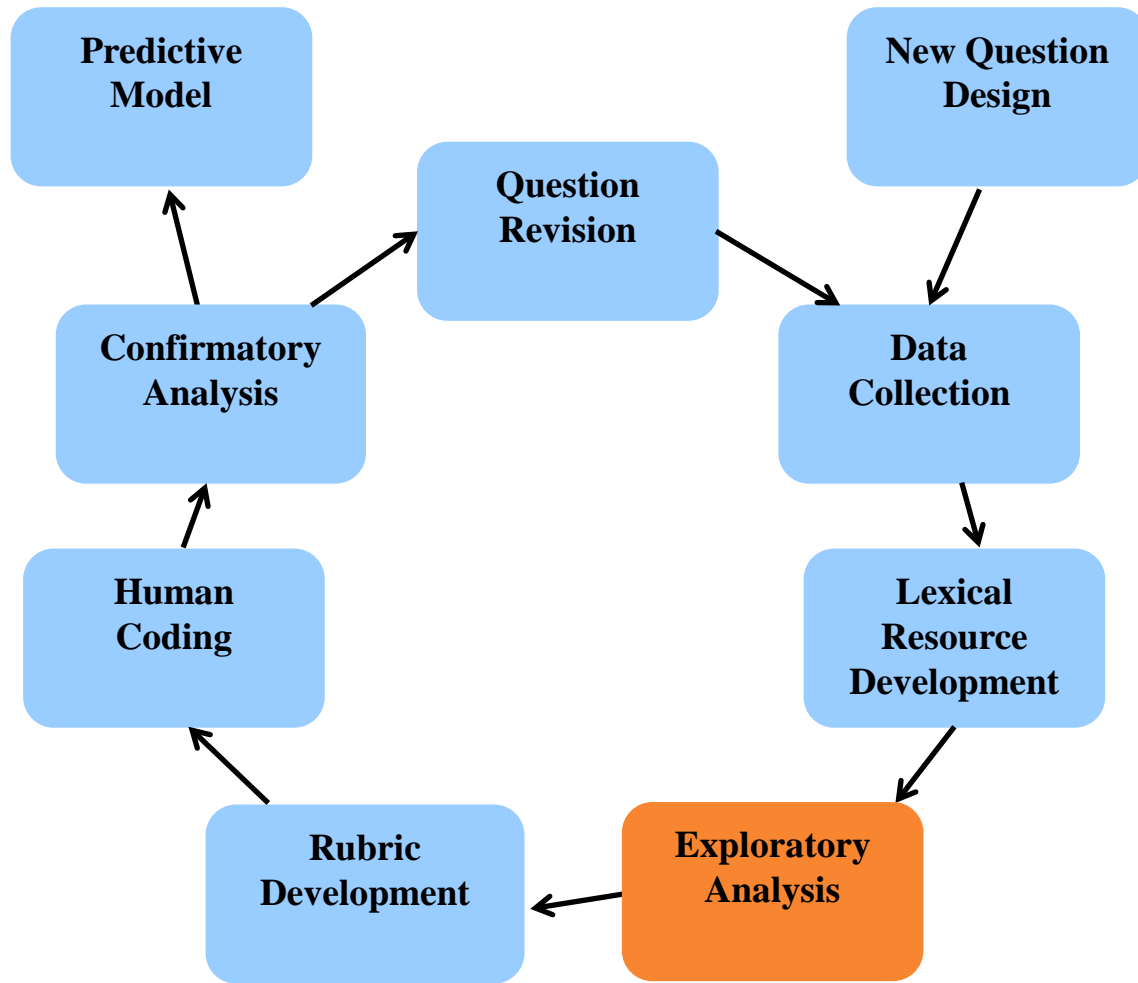 Predictive
Model
New Question
Design
Question
Revision
Confirmatory
Analysis
Data
Collection
Human
Coding
Lexical
Resource
Development
Rubric
Development
Exploratory
Analysis